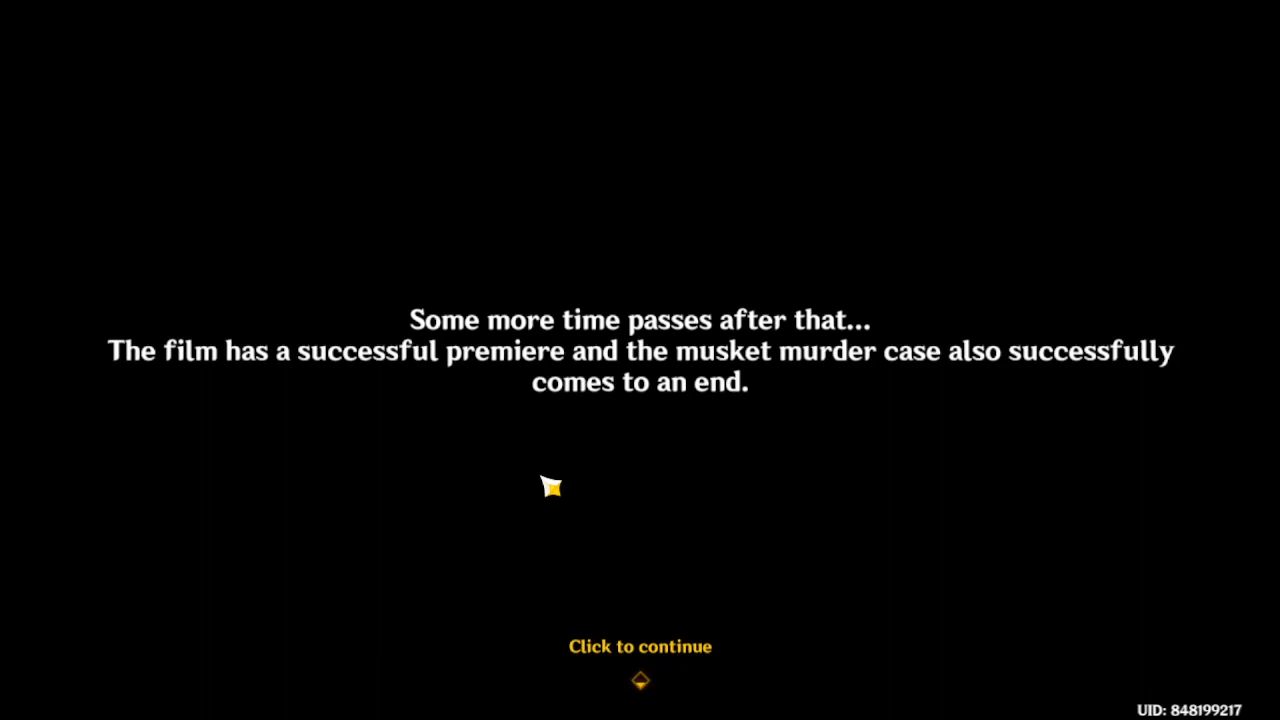 Some more time passes after that...
The film has a successful premiere and the musket murder case also successfully
comes to an end.
Click to continue
UID: 848199217